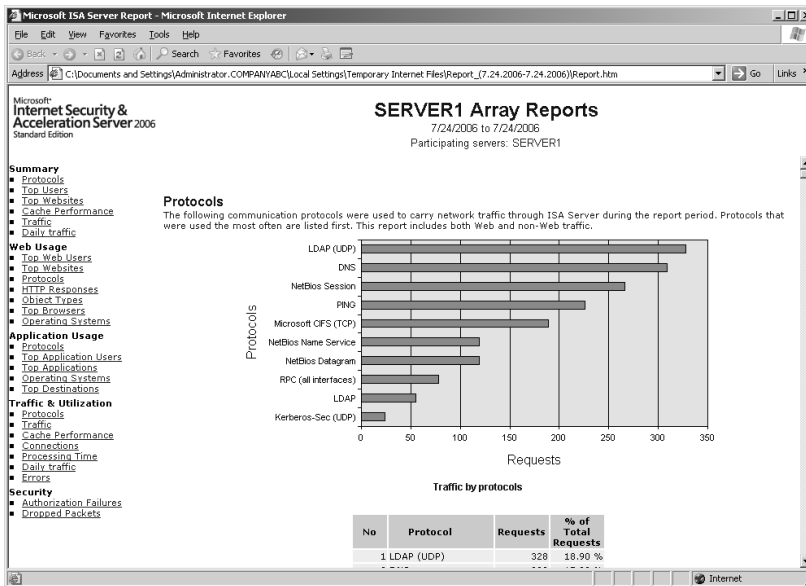 Microsoft ISA Server Report - Microsoft Internet Explorer
File Edit View Favorites Tools Help
Back Search Favorites
Address C:\Documents and Settings\Administrator.COMPANYABC\Local Settings\Temporary Internet Files\Report_(7.24.2006-7.24.2006)\Report.htm Go Links »
Microsoft®
Internet Security &
Acceleration Server 2006
Standard Edition
Summary
Protocols
Top Users
Top Websites
Cache Performance
Traffic
Daily traffic
Web Usage
Top Web Users
Top Websites
Protocols
HTTP Responses
Object Types
Top Browsers
Operating Systems
Application Usage
Protocols
Top Application Users
Top Applications
Operating Systems
Top Destinations
Traffic & Utilization
Protocols
Traffic
Cache Performance
Connections
Processing Time
Daily traffic
Errors
Security
Authorization Failures
Dropped Packets
SERVER1 Array Reports
7/24/2006 to 7/24/2006
Participating servers: SERVER1
Protocols
The following communication protocols were used to carry network traffic through ISA Server during the report period. Protocols that
were used the most often are listed first. This report includes both Web and non-Web traffic.
Protocols
LDAP (UDP)
DNS
NetBios Session
PING
Microsoft CIFS (TCP)
NetBios Name Service
NetBios Datagram
RPC (all interfaces)
LDAP
Kerberos-Sec (UDP)
0 50 100 150 200 250 300 350
Requests
Traffic by protocols
No Protocol Requests % of Total Requests
1 LDAP (UDP) 328 18.90 %
Internet